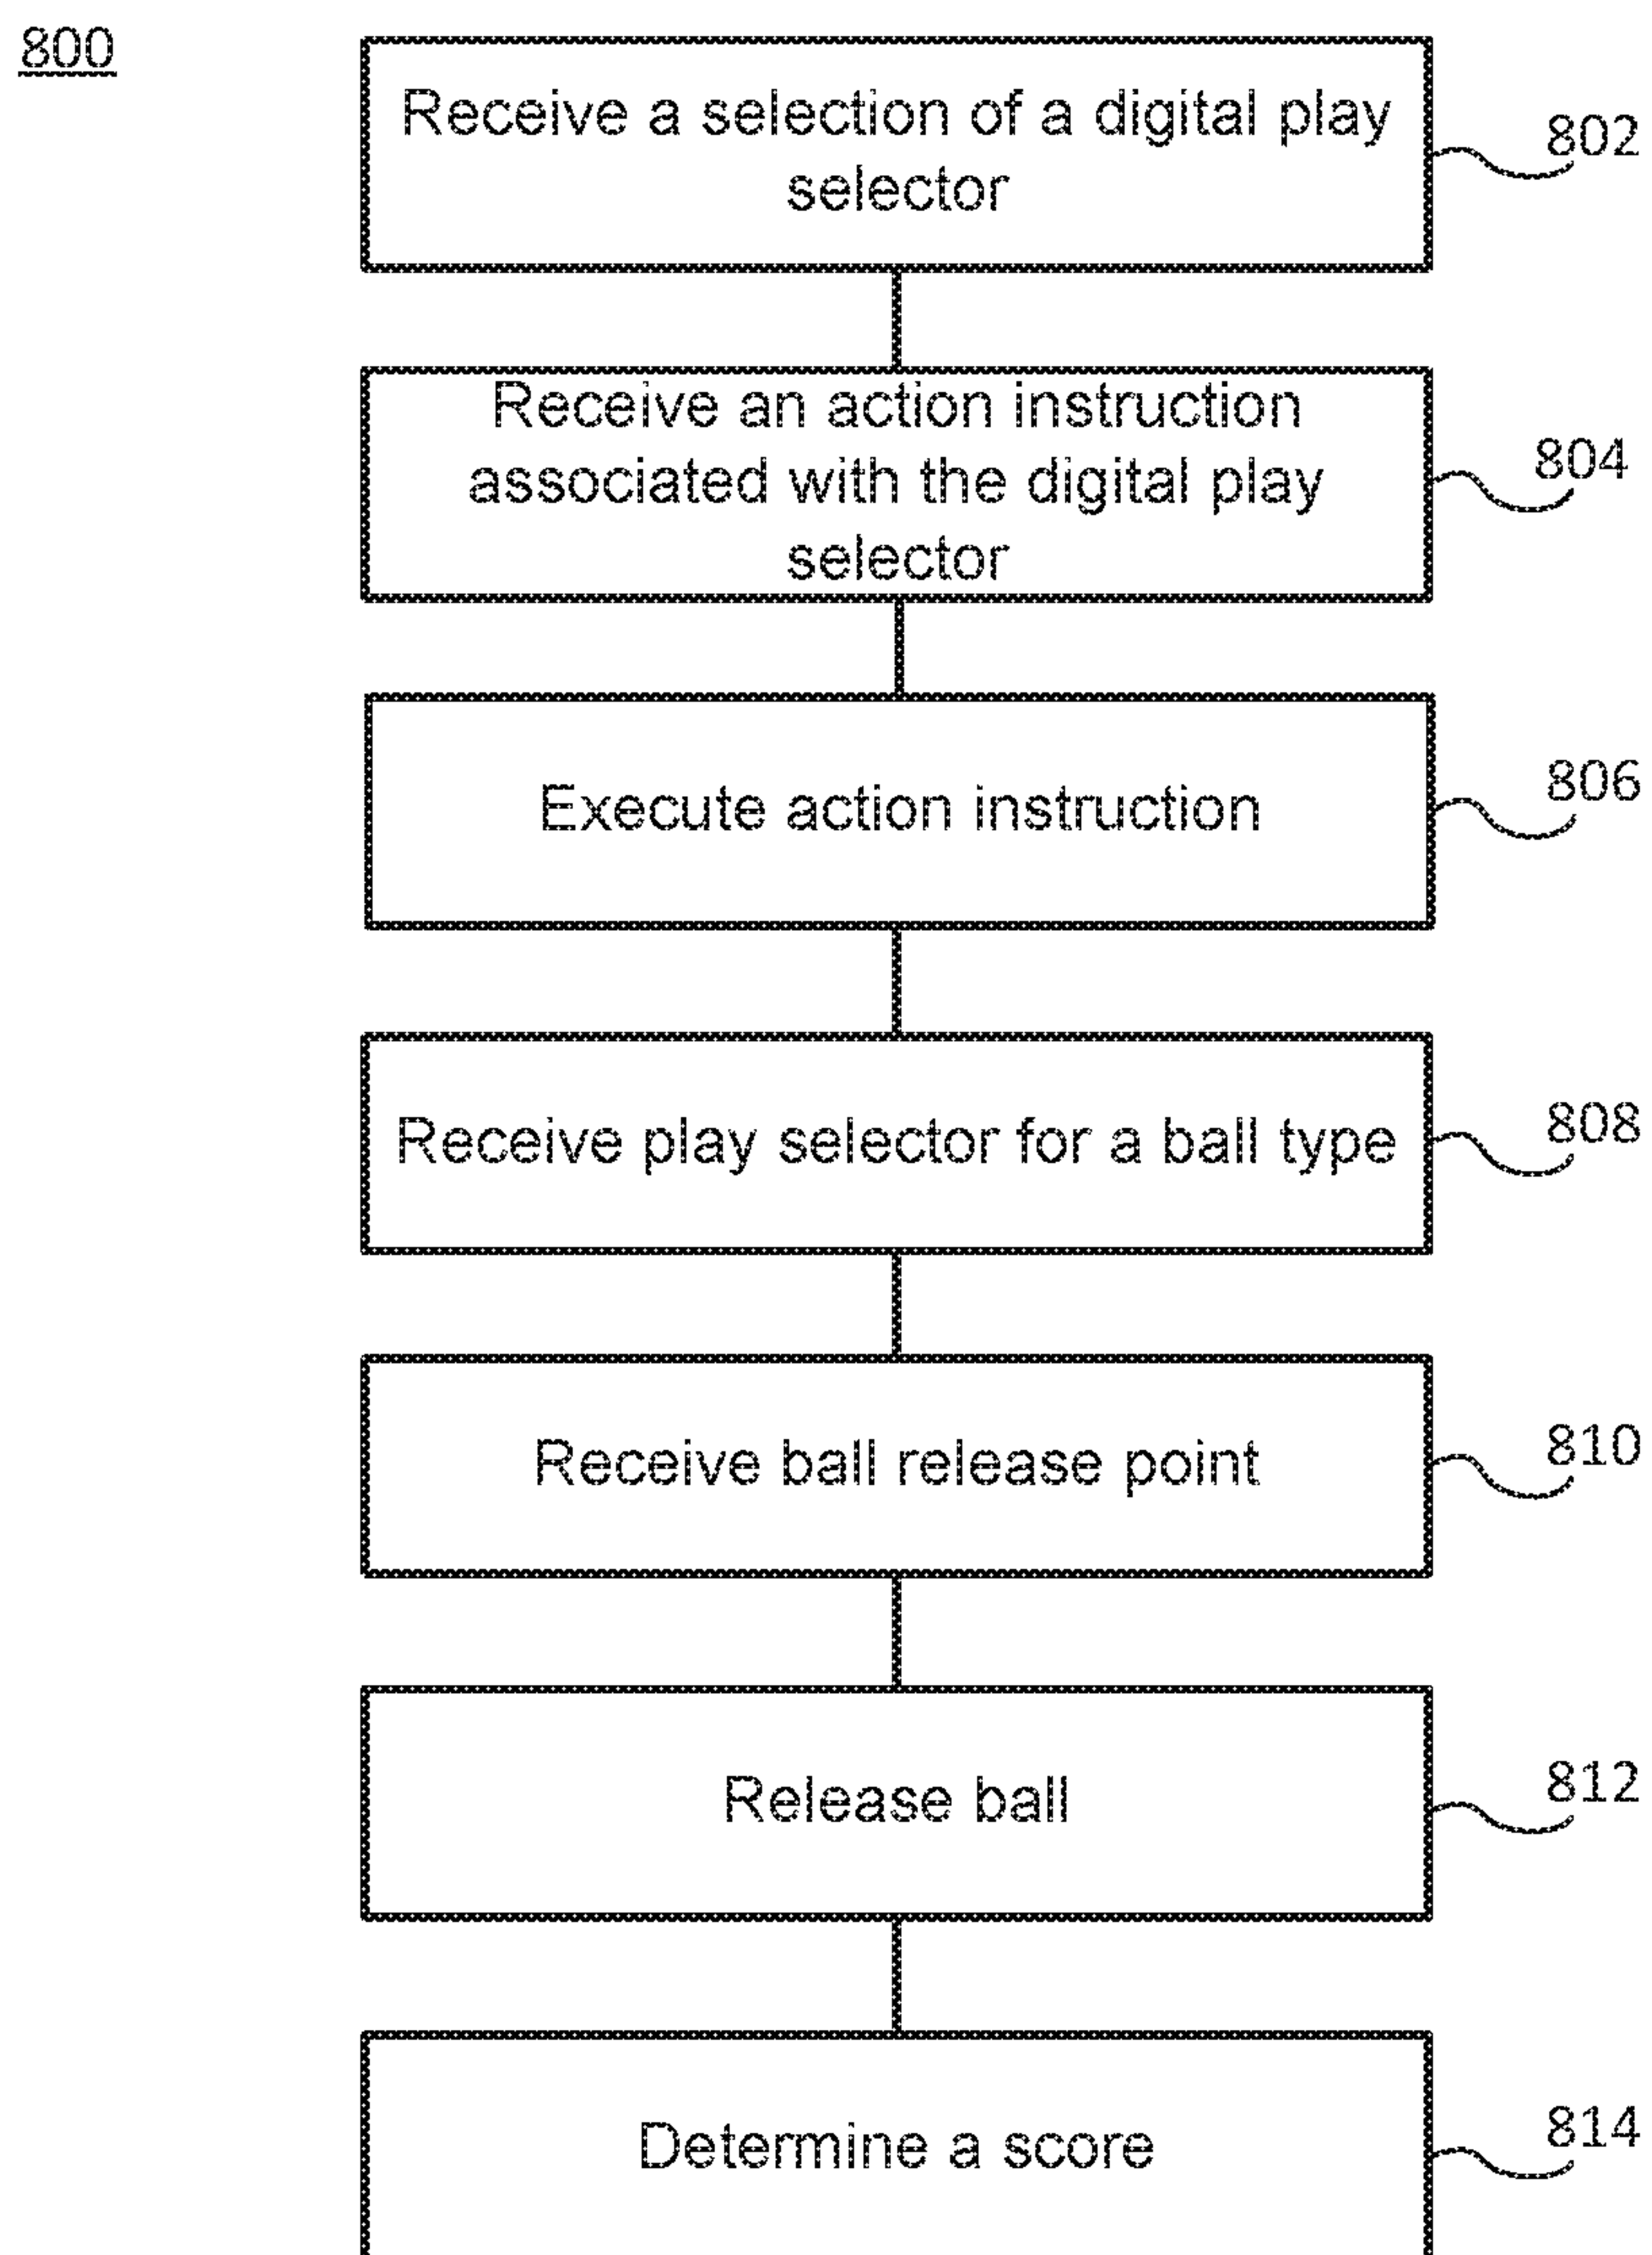 800
Receive a selection of a digital play
selector
802
Receive an action instruction
associated with the digital play
selector
804
Execute action instruction
806
Receive play selector for a ball type
808
Receive ball release point
810
Release ball
812
Determine a score
814